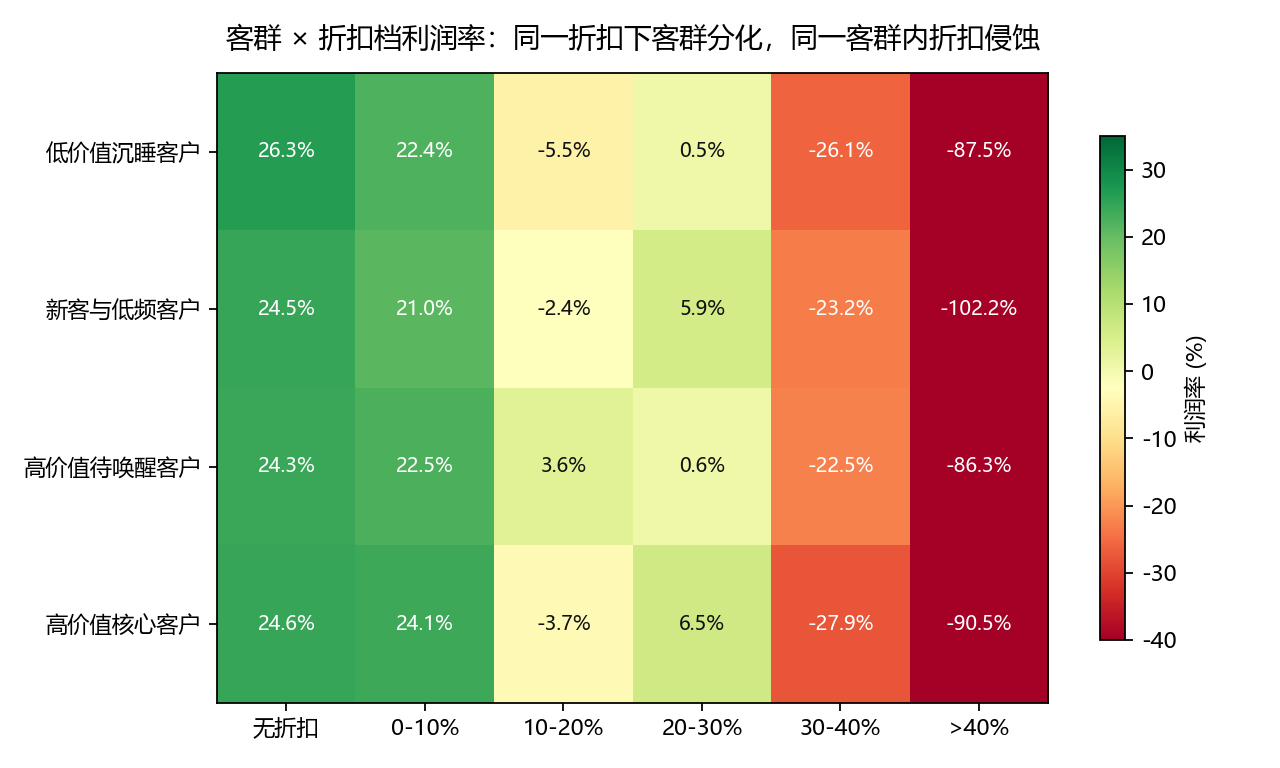 客群 × 折扣档利润率：同一折扣下客群分化，同一客群内折扣侵蚀
低价值沉睡客户 26.3% 22.4% -5.5% 0.5% -26.1% -87.5%
新客与低频客户 24.5% 21.0% -2.4% 5.9% -23.2% -102.2%
高价值待唤醒客户 24.3% 22.5% 3.6% 0.6% -22.5% -86.3%
高价值核心客户 24.6% 24.1% -3.7% 6.5% -27.9% -90.5%
无折扣 0-10% 10-20% 20-30% 30-40% >40%
30
20
10
0
-10
-20
-30
-40
利润率 (%)